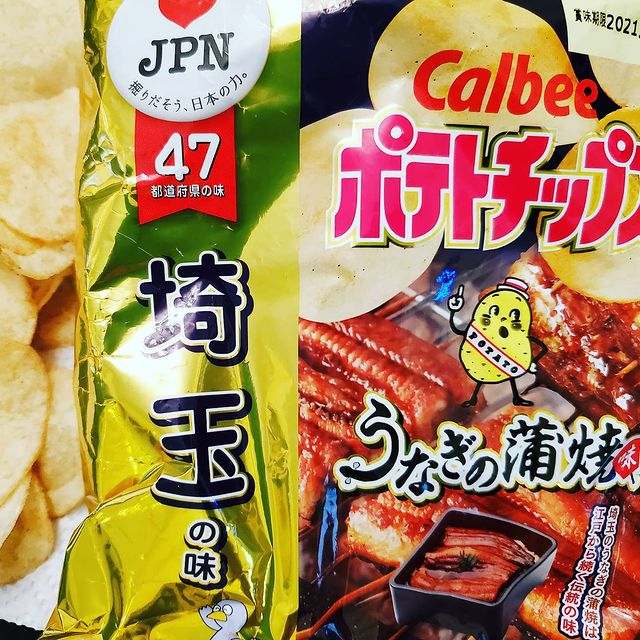 JPN
掘りだそう、日本の力。
47
都道府県の味
埼玉の味
賞味期限2021.
Calbee
ポテトチップス
POTATO
うなぎの蒲焼味
埼玉のうなぎの蒲焼は
江戸から続く伝統の味